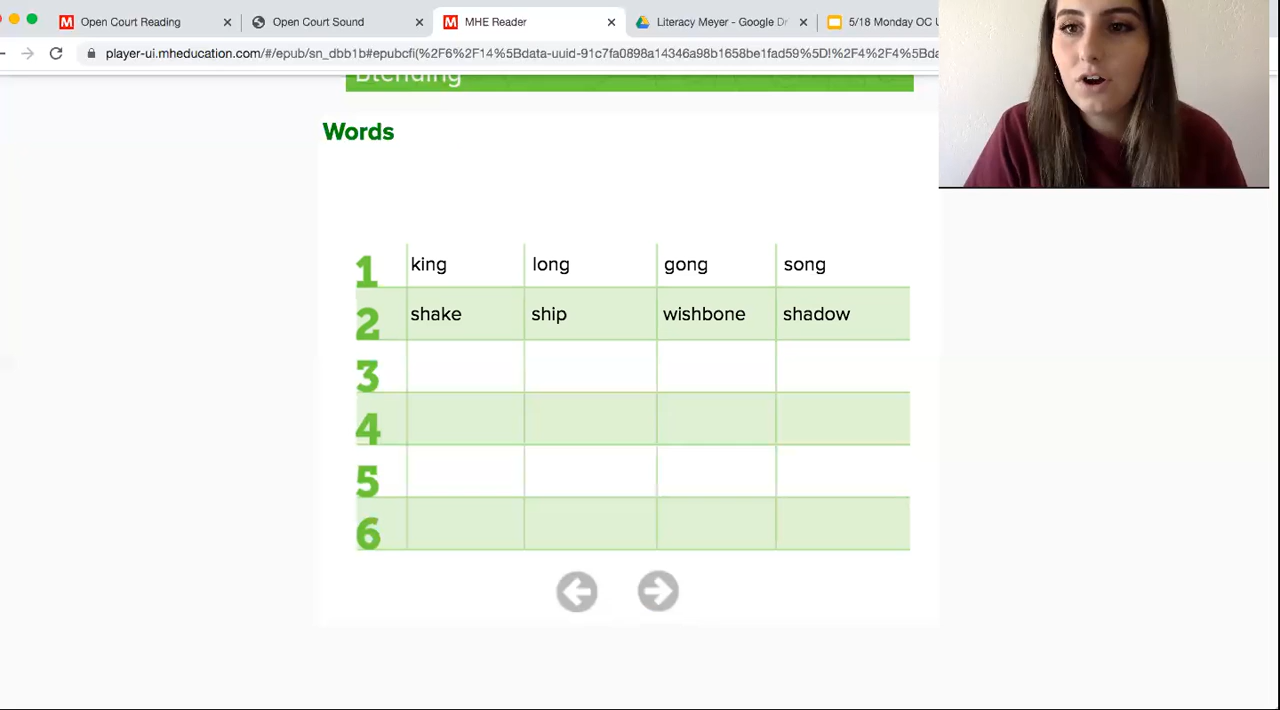 Open Court Reading
Open Court Sound
MHE Reader
Literacy Meyer - Google Dr
5/18 Monday OC U
player-ui.mheducation.com/#/epub/sn_dbb1b#epubcfi(%2F6%2F14%5Bdata-uuid-91c7fa0898a14346a98b1658be1fad59%5D!%2F4%2F4%5Bda
Blending
Words
1 king long gong song
2 shake ship wishbone shadow
3
4
5
6